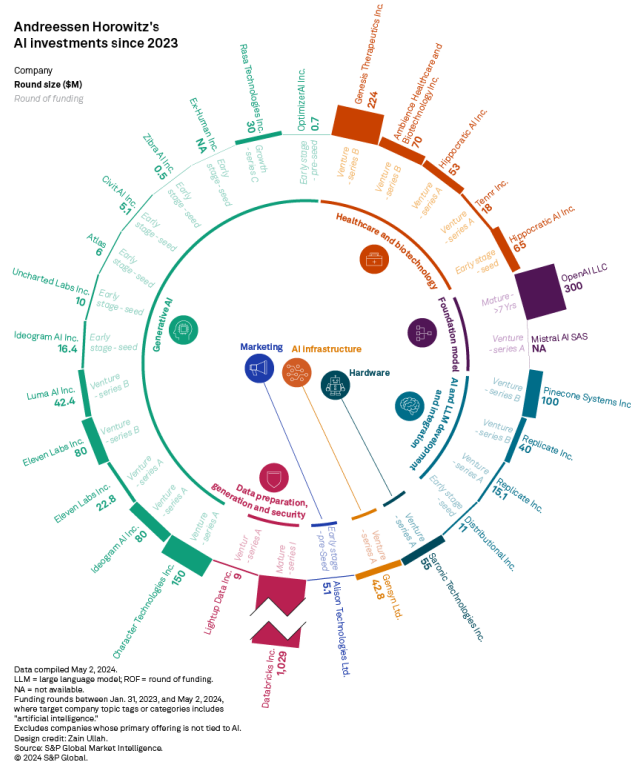 Andreessen Horowitz's
AI investments since 2023
Company
Round size ($M)
Round of funding
Genesis Therapeutics Inc.
224
Venture
- series B
Ambience Healthcare and
Biotechnology Inc.
70
Venture
- series B
Hippocratic AI Inc.
53
Venture
- series A
Tennr Inc.
18
Venture
- series A
Hippocratic AI Inc.
65
Early stage
- seed
Healthcare and biotechnology
OpenAI LLC
300
Mature -
>7 Yrs
Mistral AI SAS
NA
Venture
- series A
Foundation model
Pinecone Systems Inc
100
Venture
- series B
Replicate Inc.
40
Venture
- series B
Replicate Inc.
15.1
Venture
- series A
Distributional Inc.
11
Early stage
- seed
AI and LLM development
and integration
Saronic Technologies Inc.
55
Venture
- series A
Hardware
Gensyn Ltd.
42.8
Venture
- series A
AI infrastructure
Alison Technologies Ltd.
5.1
Early stage
- pre-Seed
Marketing
Databricks Inc.
1,029
Mature
- series I
Lightup Data Inc.
9
Ventur
- series A
Data preparation,
generation and security
Character Technologies Inc.
150
Venture
- series A
Ideogram AI Inc.
80
Venture
- series A
Eleven Labs Inc.
22.8
Venture
- series A
Eleven Labs Inc.
80
Venture
- series B
Luma AI Inc.
42.4
Venture
- series B
Ideogram AI Inc.
16.4
Early
stage - seed
Uncharted Labs Inc.
10
Early
stage - seed
Atlas
6
Early
stage - seed
Civit AI Inc.
5.1
Early
stage - seed
Zibra AI Inc.
0.5
Early
stage - seed
Ex-Human Inc.
NA
Early
stage - seed
Rasa Technologies Inc.
30
Growth
- series C
OptimizerAI Inc.
0.7
Early stage
- pre-seed
Generative AI
Data compiled May 2, 2024.
LLM = large language model; ROF = round of funding.
NA = not available.
Funding rounds between Jan. 31, 2023, and May 2, 2024,
where target company topic tags or categories includes
"artificial intelligence."
Excludes companies whose primary offering is not tied to AI.
Design credit: Zain Ullah.
Source: S&P Global Market Intelligence.
© 2024 S&P Global.